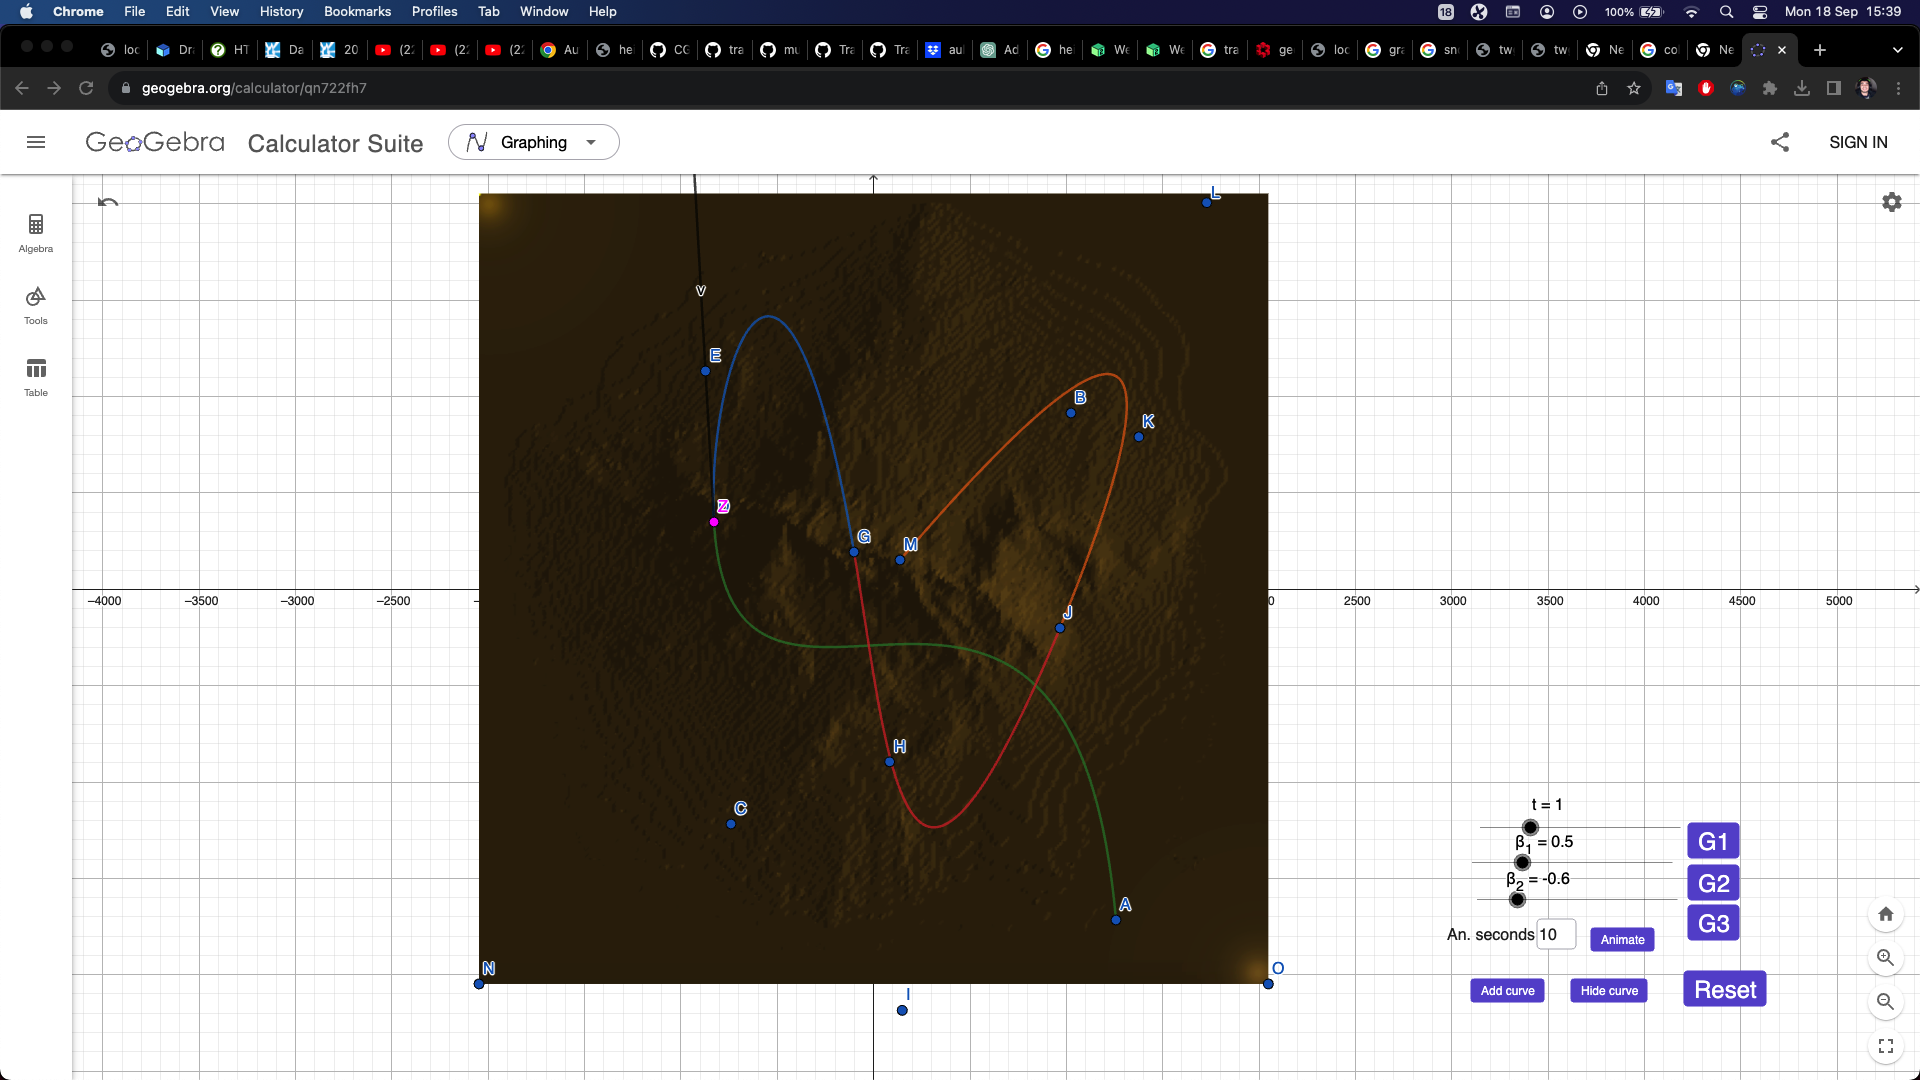 Chrome File Edit View History Bookmarks Profiles Tab Window Help 18 100% Mon 18 Sep 15:39
loc Dr HT Da 20 (2 (2 (2 Au he CC tra mu Tra Tra au Ad he We We tra ge loc gra sn tw tw Ne co Ne
geogebra.org/calculator/qn722fh7
GeoGebra Calculator Suite Graphing SIGN IN
Algebra
Tools
Table
L
v
E
B
K
Z
G
M
−4000 −3500 −3000 −2500 0 2500 3000 3500 4000 4500 5000
J
H
C
A
N
O
I
t = 1
β1 = 0.5
G1
β2 = -0.6
G2
G3
An. seconds 10 Animate
Add curve Hide curve Reset